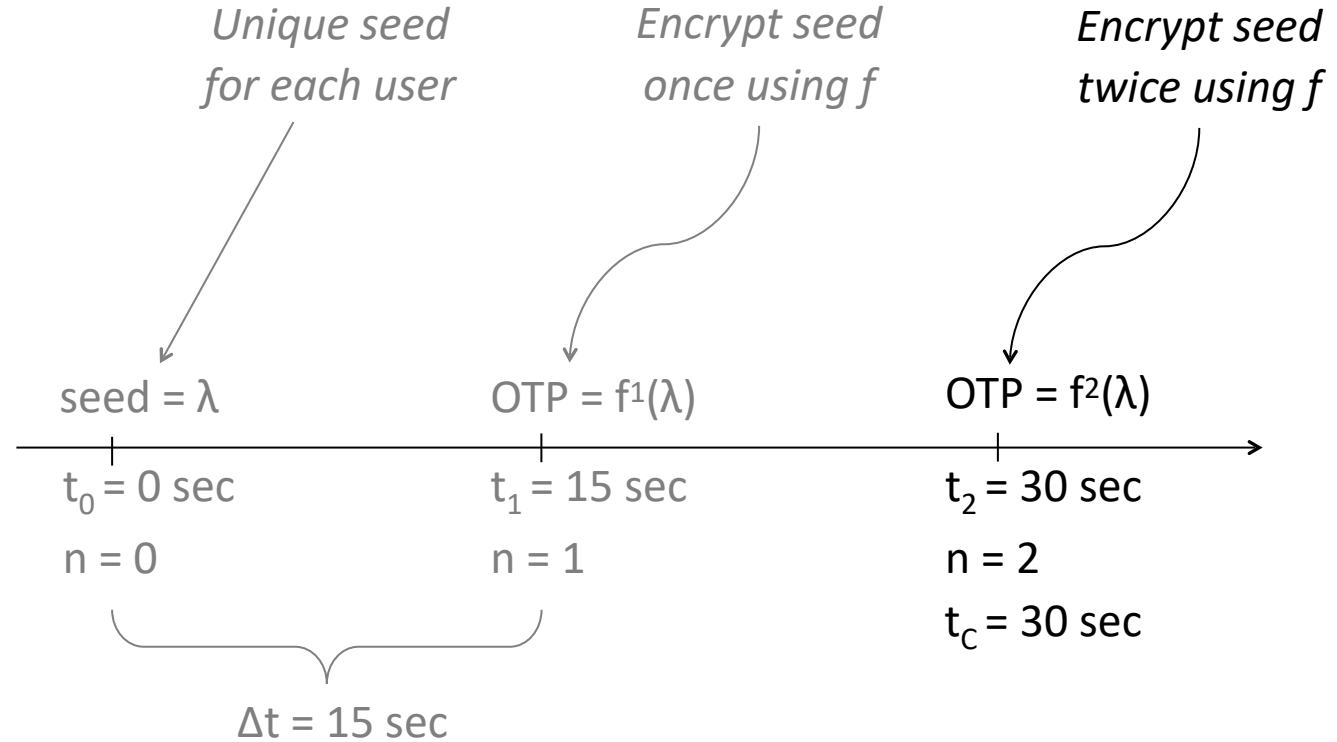 Unique seed
for each user
Encrypt seed
once using f
Encrypt seed
twice using f
seed = λ
OTP = f¹(λ)
OTP = f²(λ)
t₀ = 0 sec
t₁ = 15 sec
t₂ = 30 sec
n = 0
n = 1
n = 2
t_C = 30 sec
Δt = 15 sec